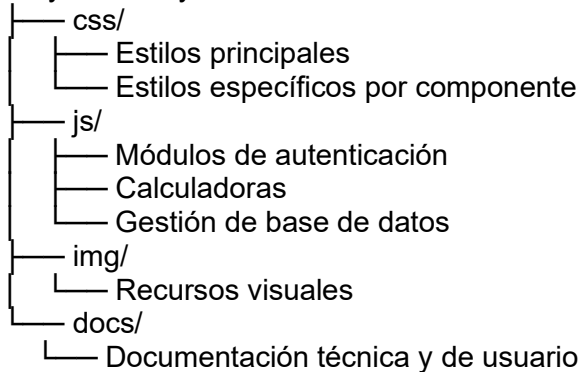 css/
Estilos principales
Estilos específicos por componente
js/
Módulos de autenticación
Calculadoras
Gestión de base de datos
img/
Recursos visuales
docs/
Documentación técnica y de usuario